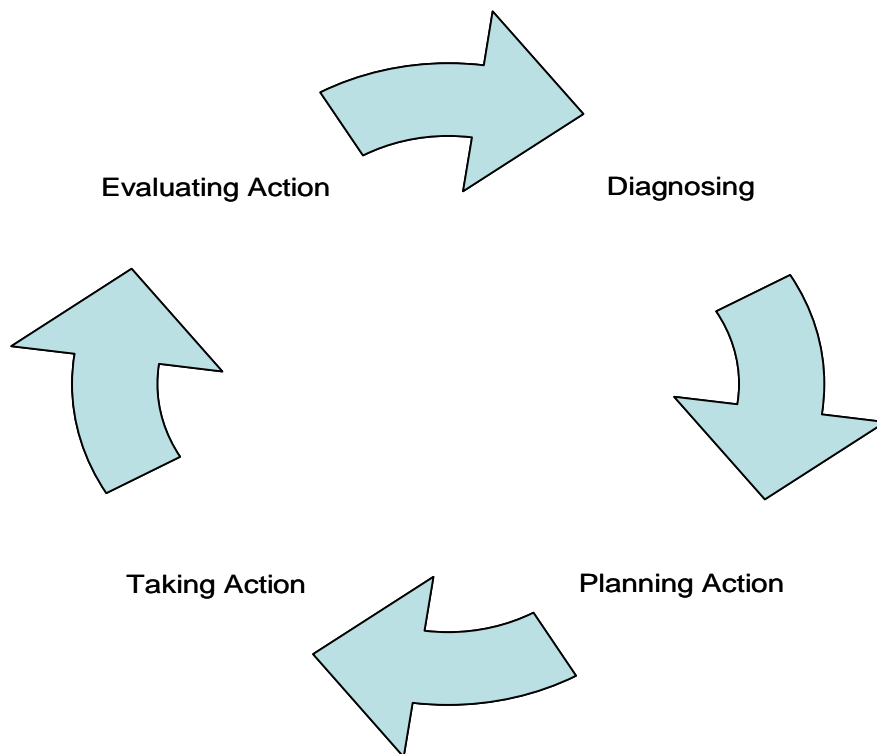 Evaluating Action
Diagnosing
Taking Action
Planning Action